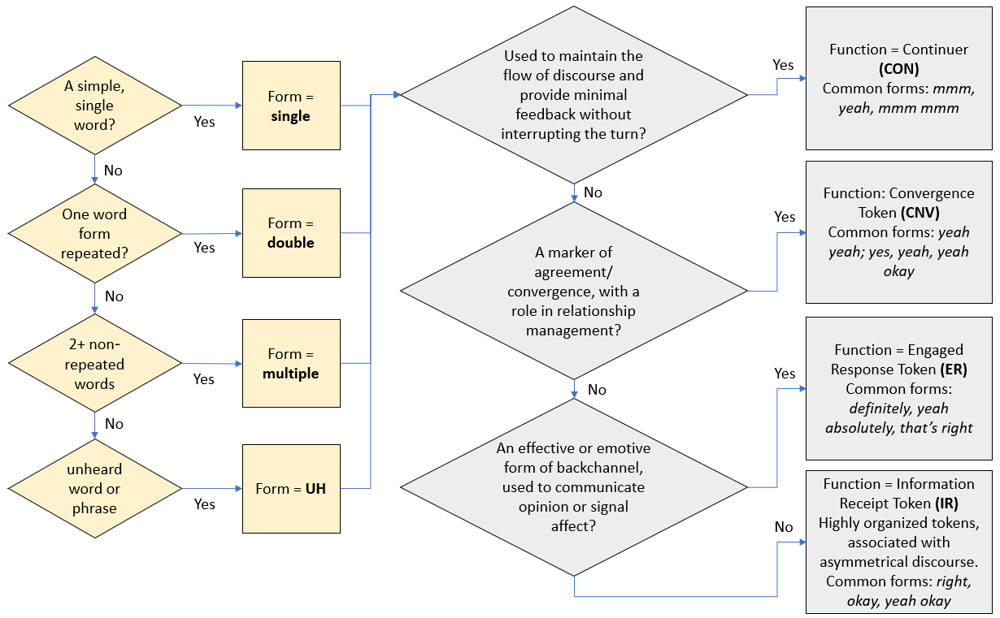 A simple,
single
word?
Yes
Form =
single
No
One word
form
repeated?
Yes
Form =
double
No
2+ non-
repeated
words
Yes
Form =
multiple
No
unheard
word or
phrase
Yes
Form = UH
Used to maintain the
flow of discourse and
provide minimal
feedback without
interrupting the turn?
Yes
Function = Continuer
(CON)
Common forms: mmm,
yeah, mmm mmm
No
A marker of
agreement/
convergence, with a
role in relationship
management?
Yes
Function: Convergence
Token (CNV)
Common forms: yeah
yeah; yes, yeah, yeah
okay
No
An effective or emotive
form of backchannel,
used to communicate
opinion or signal
affect?
Yes
Function = Engaged
Response Token (ER)
Common forms:
definitely, yeah
absolutely, that's right
No
Function = Information
Receipt Token (IR)
Highly organized tokens,
associated with
asymmetrical discourse.
Common forms: right,
okay, yeah okay